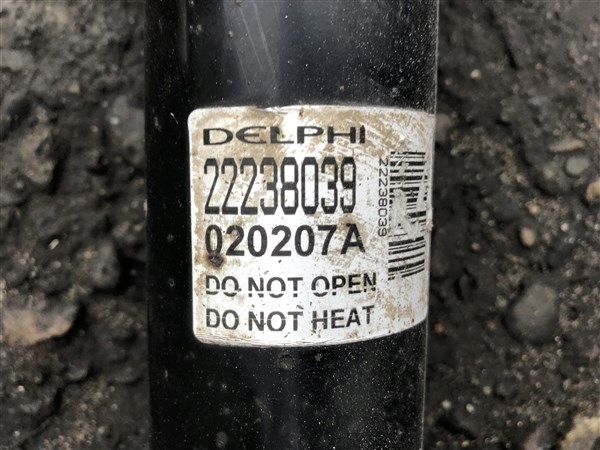 DELPHI
22238039
020207A
DO NOT OPEN
DO NOT HEAT
22238039